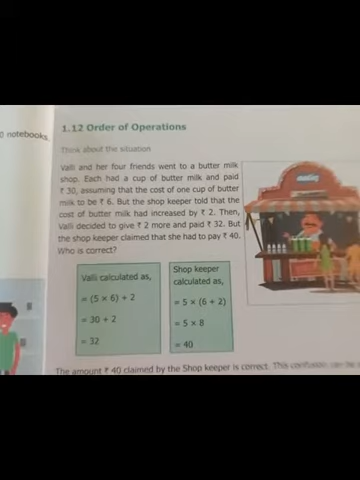 0 notebooks.
1.12 Order of Operations
Think about the situation
Valli and her four friends went to a butter milk
shop. Each had a cup of butter milk and paid
₹ 30, assuming that the cost of one cup of butter
milk to be ₹ 6. But the shop keeper told that the
cost of butter milk had increased by ₹ 2. Then,
Valli decided to give ₹ 2 more and paid ₹ 32. But
the shop keeper claimed that she had to pay ₹ 40.
Who is correct?
Valli calculated as,
= (5 × 6) + 2
= 30 + 2
= 32
Shop keeper
calculated as,
= 5 × (6 + 2)
= 5 × 8
= 40
The amount ₹ 40 claimed by the Shop keeper is correct. This confusion can be